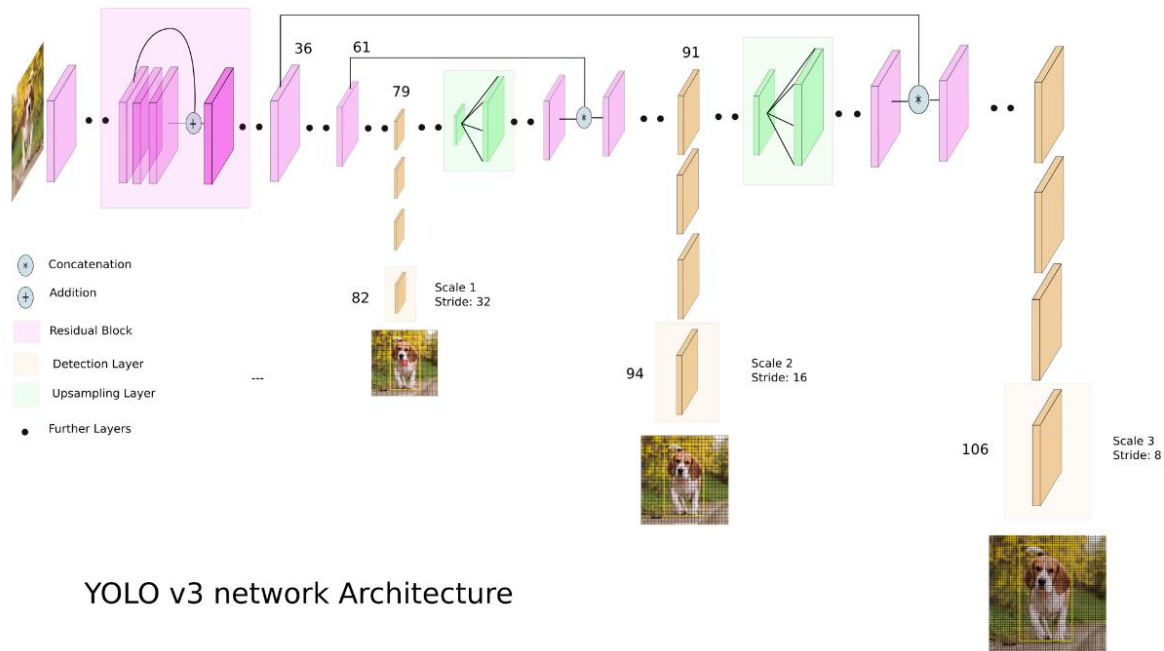 36
61
79
91
Concatenation
Addition
Residual Block
Detection Layer
Upsampling Layer
Further Layers
---
82
Scale 1
Stride: 32
94
Scale 2
Stride: 16
106
Scale 3
Stride: 8
YOLO v3 network Architecture